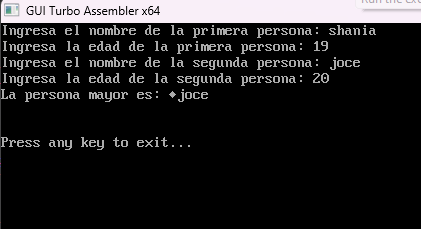 GUI Turbo Assembler x64
Ingresa el nombre de la primera persona: shania
Ingresa la edad de la primera persona: 19
Ingresa el nombre de la segunda persona: joce
Ingresa la edad de la segunda persona: 20
La persona mayor es: ♦joce
Press any key to exit...